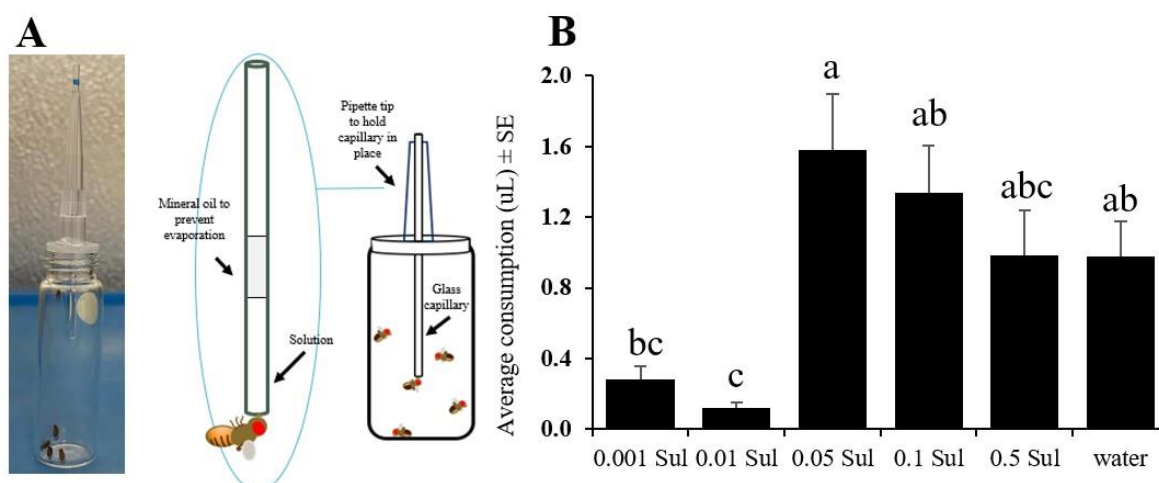 A
Mineral oil to
prevent
evaporation
Solution
Pipette tip
to hold
capillary in
place
Glass
capillary
B
Average consumption (uL) ± SE
2.0
1.6
1.2
0.8
0.4
0.0
bc
c
a
ab
abc
ab
0.001 Sul
0.01 Sul
0.05 Sul
0.1 Sul
0.5 Sul
water